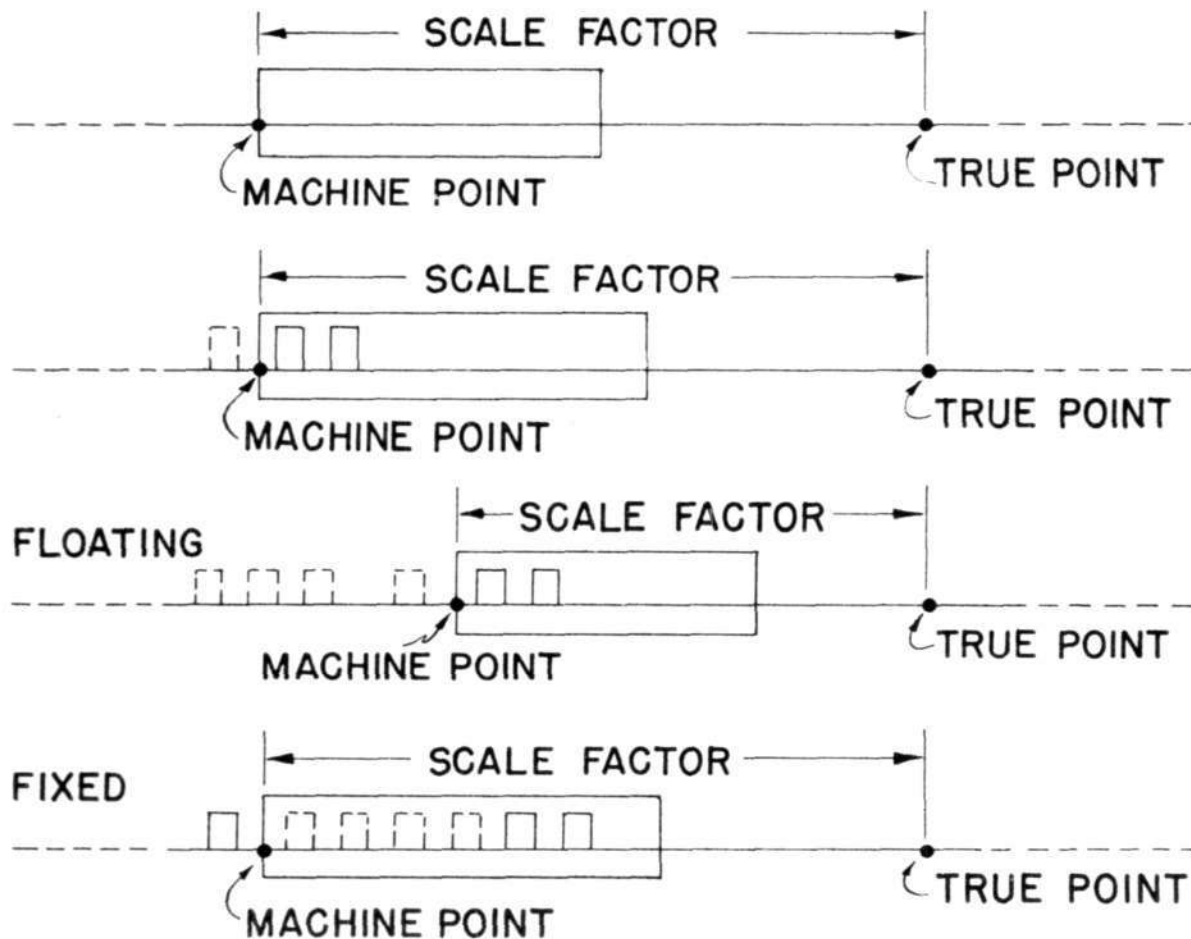 SCALE FACTOR
MACHINE POINT
TRUE POINT
SCALE FACTOR
MACHINE POINT
TRUE POINT
SCALE FACTOR
FLOATING
MACHINE POINT
TRUE POINT
SCALE FACTOR
FIXED
MACHINE POINT
TRUE POINT